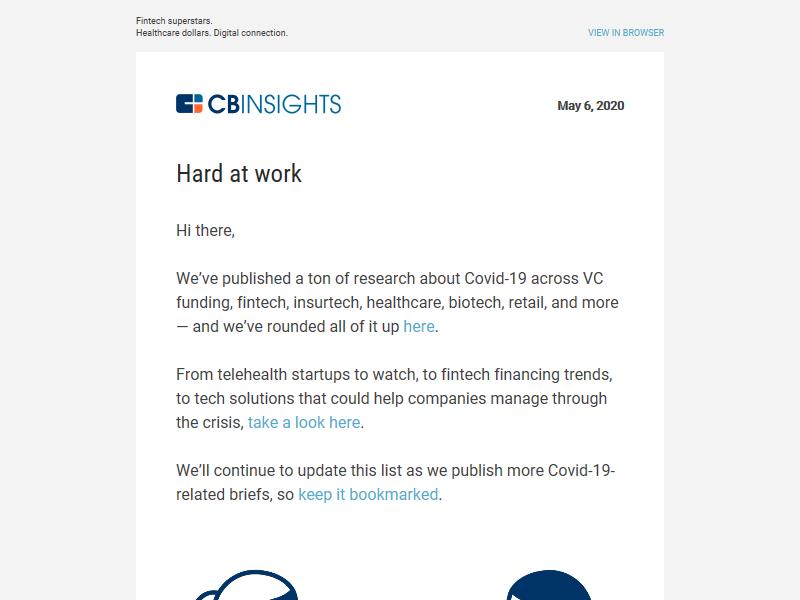 Fintech superstars.
Healthcare dollars. Digital connection.
VIEW IN BROWSER
CBINSIGHTS
May 6, 2020
Hard at work
Hi there,
We’ve published a ton of research about Covid-19 across VC
funding, fintech, insurtech, healthcare, biotech, retail, and more
— and we’ve rounded all of it up here.
From telehealth startups to watch, to fintech financing trends,
to tech solutions that could help companies manage through
the crisis, take a look here.
We’ll continue to update this list as we publish more Covid-19-
related briefs, so keep it bookmarked.